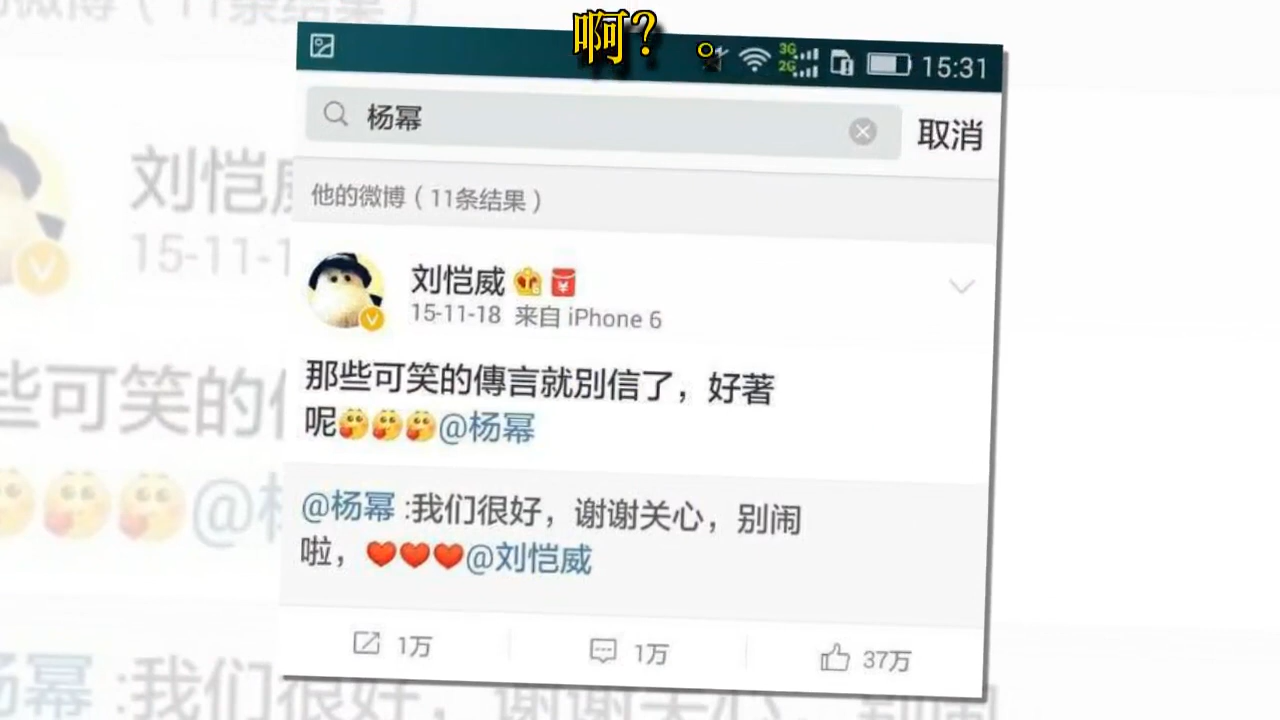 啊？。
15:31
杨幂
取消
他的微博（11条结果）
刘恺威
15-11-18 来自 iPhone 6
那些可笑的傳言就別信了，好著
呢@杨幂
@杨幂:我们很好，谢谢关心，别闹
啦，@刘恺威
1万 1万 37万